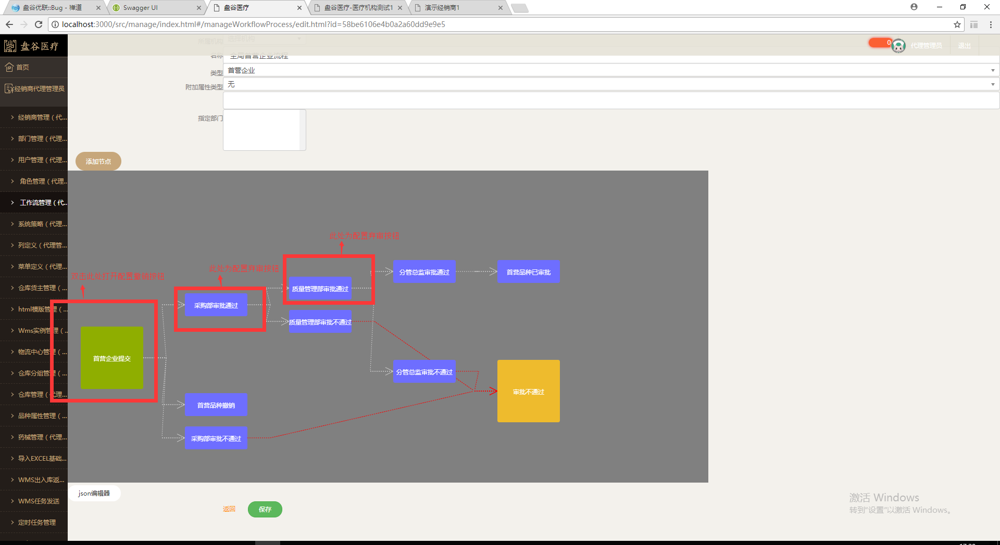 盘谷优联::Bug - 禅道
Swagger UI
盘谷医疗
盘谷医疗-医疗机构测试1
演示经销商1
localhost:3000/src/manage/index.html#/manageWorkflowProcess/edit.html?id=58be6106e4b0a2a60dd9e9e5
盘谷医疗
所属机构
选择机构
0
代理管理员
退出
名称
全局首营企业流程
首页
类型
首营企业
附加属性类型
无
经销商代理管理员
指定部门
经销商管理（代...
部门管理（代理...
用户管理（代理...
角色管理（代理...
工作流管理（代...
系统策略（代理...
列定义（代理管...
菜单定义（代理...
仓库货主管理（...
html模版管理（...
Wms实例管理（...
物流中心管理（...
仓库分组管理（...
仓库管理（代理...
品种属性管理（...
药械管理（代理...
导入EXCEL基础...
WMS出入库返...
WMS任务发送
定时任务管理
添加节点
此处为配置弃审按钮
此处为配置弃审按钮
双击此处打开配置撤销按钮
分管总监审批通过
首营品种已审批
质量管理部审批通过
采购部审批通过
质量管理部审批不通过
首营企业提交
分管总监审批不通过
审批不通过
首营品种撤销
采购部审批不通过
json编辑器
返回
保存
激活 Windows
转到"设置"以激活 Windows。